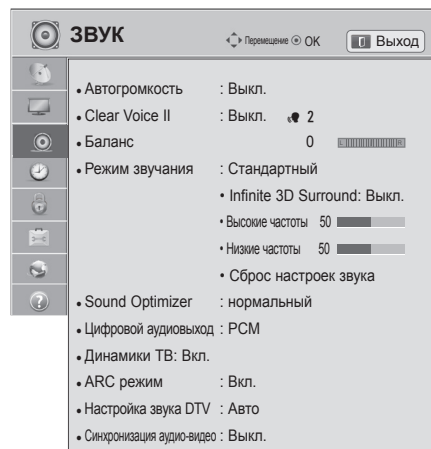 ЗВУК Перемещение OK Выход
• Автогромкость : Выкл.
• Clear Voice II : Выкл. 2
• Баланс 0 L R
• Режим звучания : Стандартный
• Infinite 3D Surround: Выкл.
• Высокие частоты 50
• Низкие частоты 50
• Сброс настроек звука
• Sound Optimizer : нормальный
• Цифровой аудиовыход : PCM
• Динамики ТВ: Вкл.
• ARC режим : Вкл.
• Настройка звука DTV : Авто
• Синхронизация аудио-видео : Выкл.